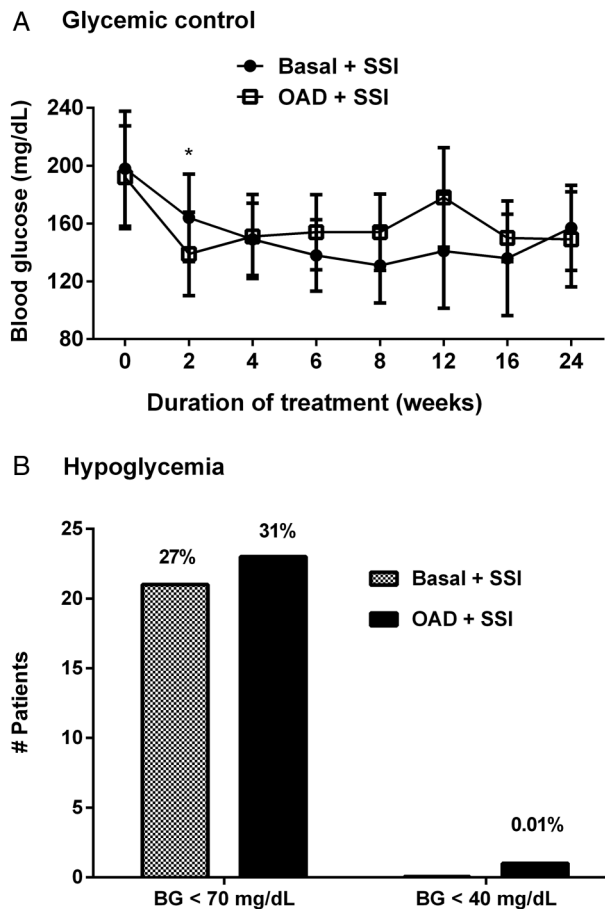 A Glycemic control
Basal + SSI
OAD + SSI
Blood glucose (mg/dL)
240
200
160
120
80
*
0 2 4 6 8 12 16 24
Duration of treatment (weeks)
B Hypoglycemia
# Patients
25
20
15
10
5
0
27%
31%
Basal + SSI
OAD + SSI
0.01%
BG < 70 mg/dL BG < 40 mg/dL